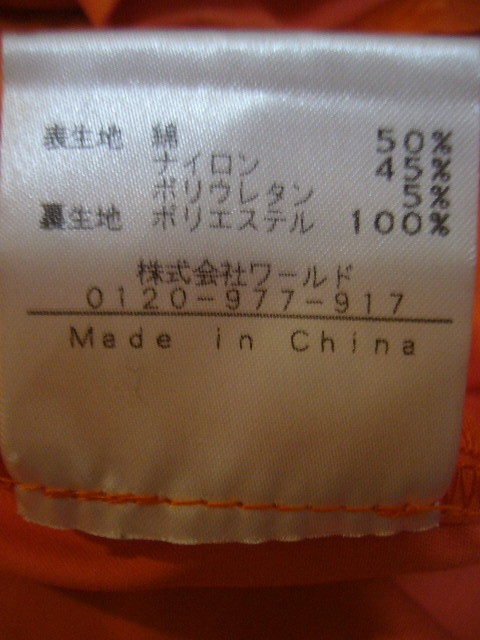 表生地 綿 50%
ナイロン 45%
ポリウレタン 5%
裏生地 ポリエステル 100%
株式会社ワールド
0120-977-917
Made in China